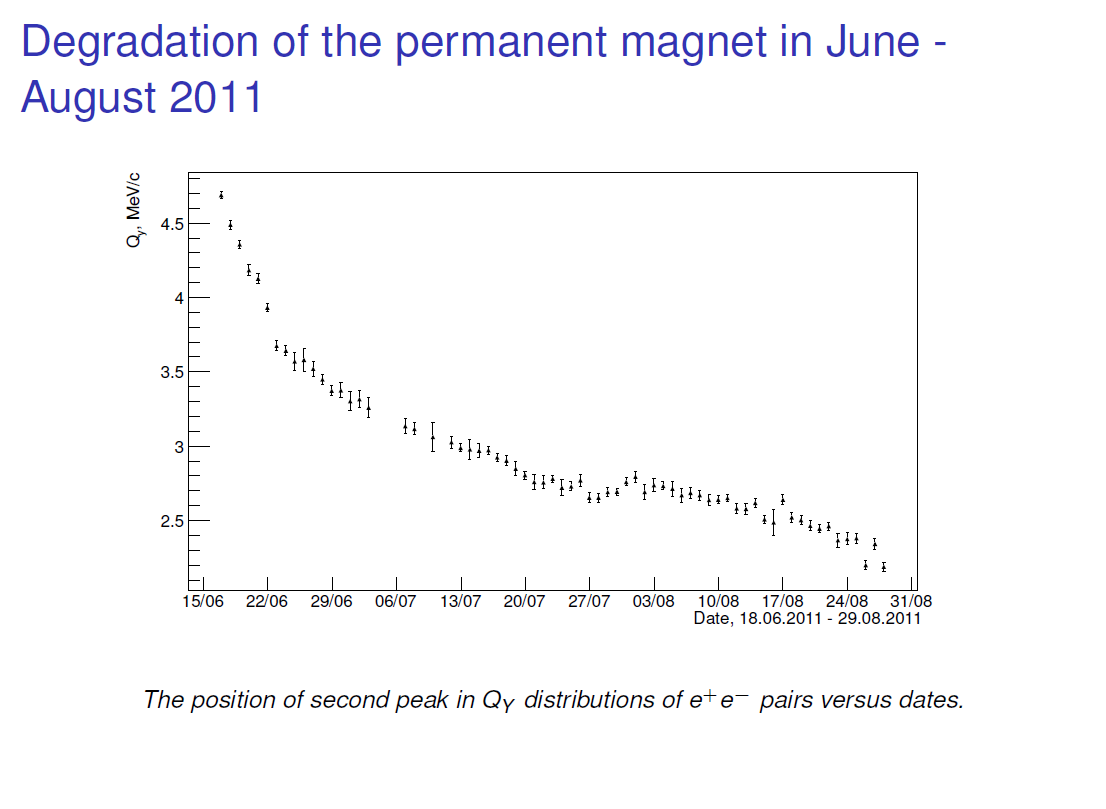 Degradation of the permanent magnet in June -
August 2011
Qy, MeV/c
4.5
4
3.5
3
2.5
15/06 22/06 29/06 06/07 13/07 20/07 27/07 03/08 10/08 17/08 24/08 31/08
Date, 18.06.2011 - 29.08.2011
The position of second peak in QY distributions of e+e− pairs versus dates.